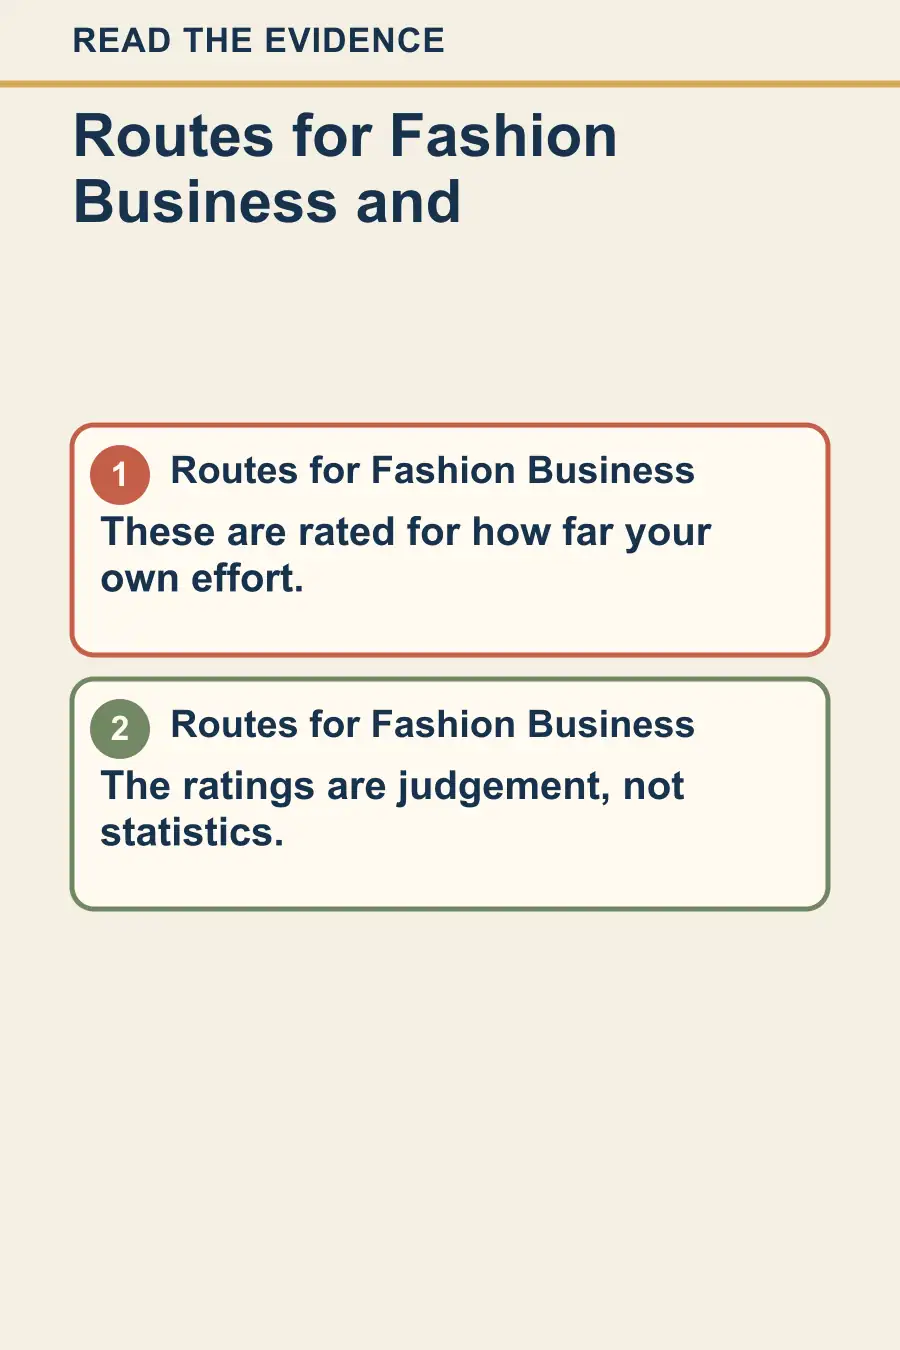 READ THE EVIDENCE
Routes for Fashion
Business and
1
Routes for Fashion Business
These are rated for how far your
own effort.
2
Routes for Fashion Business
The ratings are judgement, not
statistics.